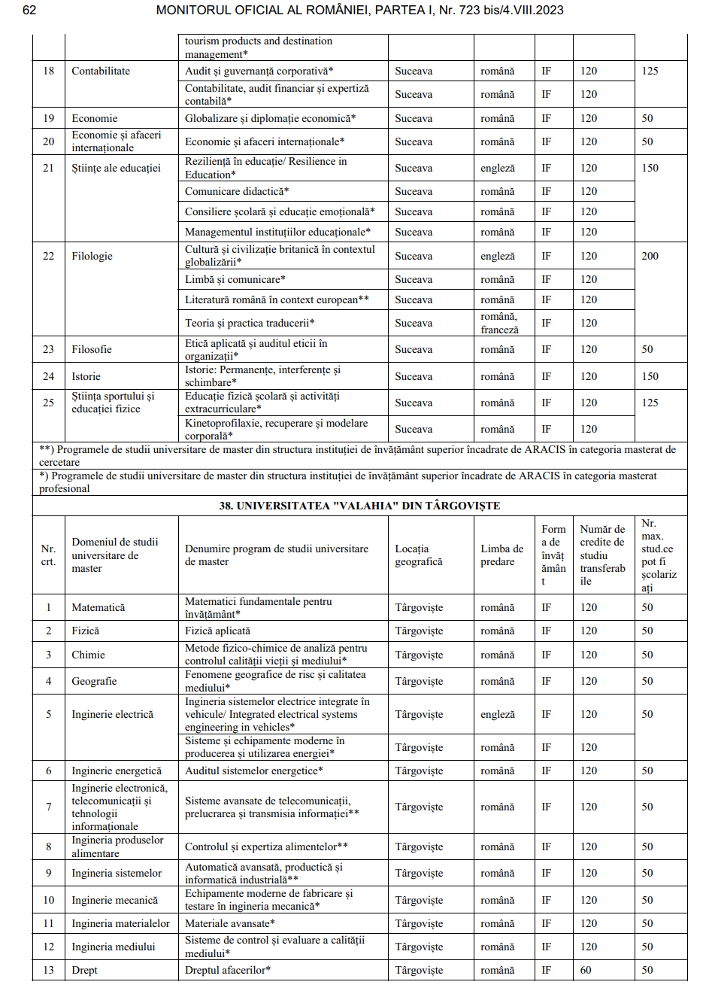 62 MONITORUL OFICIAL AL ROMÂNIEI, PARTEA I, Nr. 723 bis/4.VIII.2023
tourism products and destination
management*
18 Contabilitate Audit și guvernanță corporativă* Suceava română IF 120 125
Contabilitate, audit financiar și expertiză
contabilă* Suceava română IF 120
19 Economie Globalizare și diplomație economică* Suceava română IF 120 50
20 Economie și afaceri
internaționale Economie și afaceri internaționale* Suceava română IF 120 50
21 Științe ale educației Reziliență în educație/ Resilience in
Education* Suceava engleză IF 120 150
Comunicare didactică* Suceava română IF 120
Consiliere școlară și educație emoțională* Suceava română IF 120
Managementul instituțiilor educaționale* Suceava română IF 120
22 Filologie Cultură și civilizație britanică în contextul
globalizării* Suceava engleză IF 120 200
Limbă și comunicare* Suceava română IF 120
Literatură română în context european** Suceava română IF 120
Teoria și practica traducerii* Suceava română,
franceză IF 120
23 Filosofie Etică aplicată și auditul eticii în
organizații* Suceava română IF 120 50
24 Istorie Istorie: Permanențe, interferențe și
schimbare* Suceava română IF 120 150
25 Știința sportului și
educației fizice Educație fizică școlară și activități
extracurriculare* Suceava română IF 120 125
Kinetoprofilaxie, recuperare și modelare
corporală* Suceava română IF 120
**) Programele de studii universitare de master din structura instituției de învățământ superior încadrate de ARACIS în categoria masterat de
cercetare
*) Programele de studii universitare de master din structura instituției de învățământ superior încadrate de ARACIS în categoria masterat
profesional
38. UNIVERSITATEA "VALAHIA" DIN TÂRGOVIȘTE
Nr.
crt.
Domeniul de studii
universitare de
master
Denumire program de studii universitare
de master
Locația
geografică
Limba de
predare
Form
a de
învăț
ămân
t
Număr de
credite de
studiu
transferab
ile
Nr.
max.
stud.ce
pot fi
școlariz
ați
1 Matematică Matematici fundamentale pentru
învățământ* Târgoviște română IF 120 50
2 Fizică Fizică aplicată Târgoviște română IF 120 50
3 Chimie Metode fizico-chimice de analiză pentru
controlul calității vieții și mediului* Târgoviște română IF 120 50
4 Geografie Fenomene geografice de risc și calitatea
mediului* Târgoviște română IF 120 50
5 Inginerie electrică Ingineria sistemelor electrice integrate în
vehicule/ Integrated electrical systems
engineering in vehicles* Târgoviște engleză IF 120 50
Sisteme și echipamente moderne în
producerea și utilizarea energiei* Târgoviște română IF 120
6 Inginerie energetică Auditul sistemelor energetice* Târgoviște română IF 120 50
7 Inginerie electronică,
telecomunicații și
tehnologii
informaționale Sisteme avansate de telecomunicații,
prelucrarea și transmisia informației** Târgoviște română IF 120 50
8 Ingineria produselor
alimentare Controlul și expertiza alimentelor** Târgoviște română IF 120 50
9 Ingineria sistemelor Automatică avansată, productică și
informatică industrială** Târgoviște română IF 120 50
10 Inginerie mecanică Echipamente moderne de fabricare și
testare în ingineria mecanică* Târgoviște română IF 120 50
11 Ingineria materialelor Materiale avansate* Târgoviște română IF 120 50
12 Ingineria mediului Sisteme de control și evaluare a calității
mediului* Târgoviște română IF 120 50
13 Drept Dreptul afacerilor* Târgoviște română IF 60 50